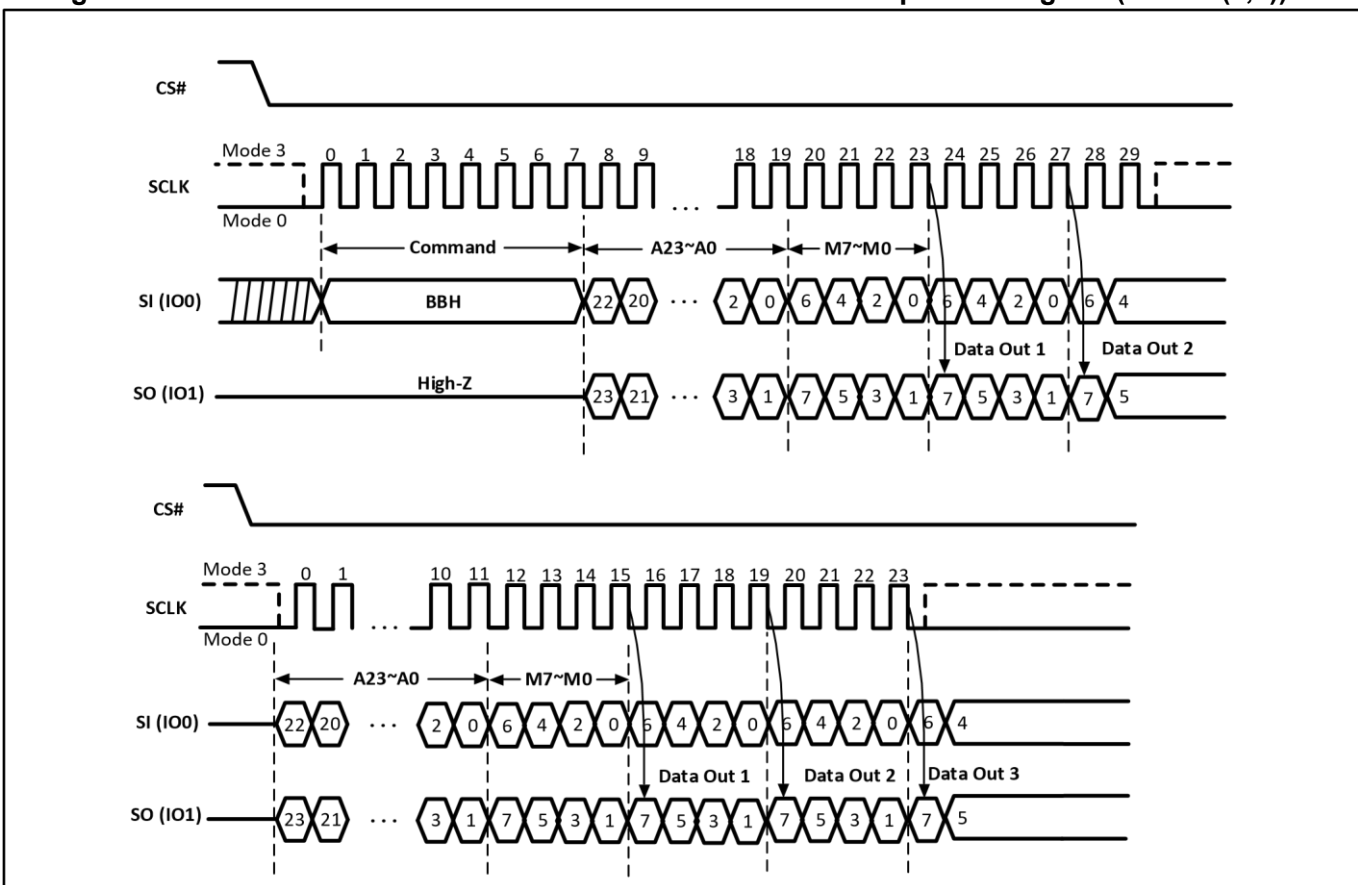 CS#
Mode 3
0 1 2 3 4 5 6 7 8 9 18 19 20 21 22 23 24 25 26 27 28 29
SCLK
...
Mode 0
Command A23~A0 M7~M0
SI (IO0) BBH 22 20 ... 2 0 6 4 2 0 6 4 2 0 6 4
Data Out 1 Data Out 2
High-Z
SO (IO1) 23 21 ... 3 1 7 5 3 1 7 5 3 1 7 5
CS#
Mode 3
0 1 10 11 12 13 14 15 16 17 18 19 20 21 22 23
SCLK
...
Mode 0
A23~A0 M7~M0
SI (IO0) 22 20 ... 2 0 6 4 2 0 6 4 2 0 6 4 2 0 6 4
Data Out 1 Data Out 2 Data Out 3
SO (IO1) 23 21 ... 3 1 7 5 3 1 7 5 3 1 7 5 3 1 7 5